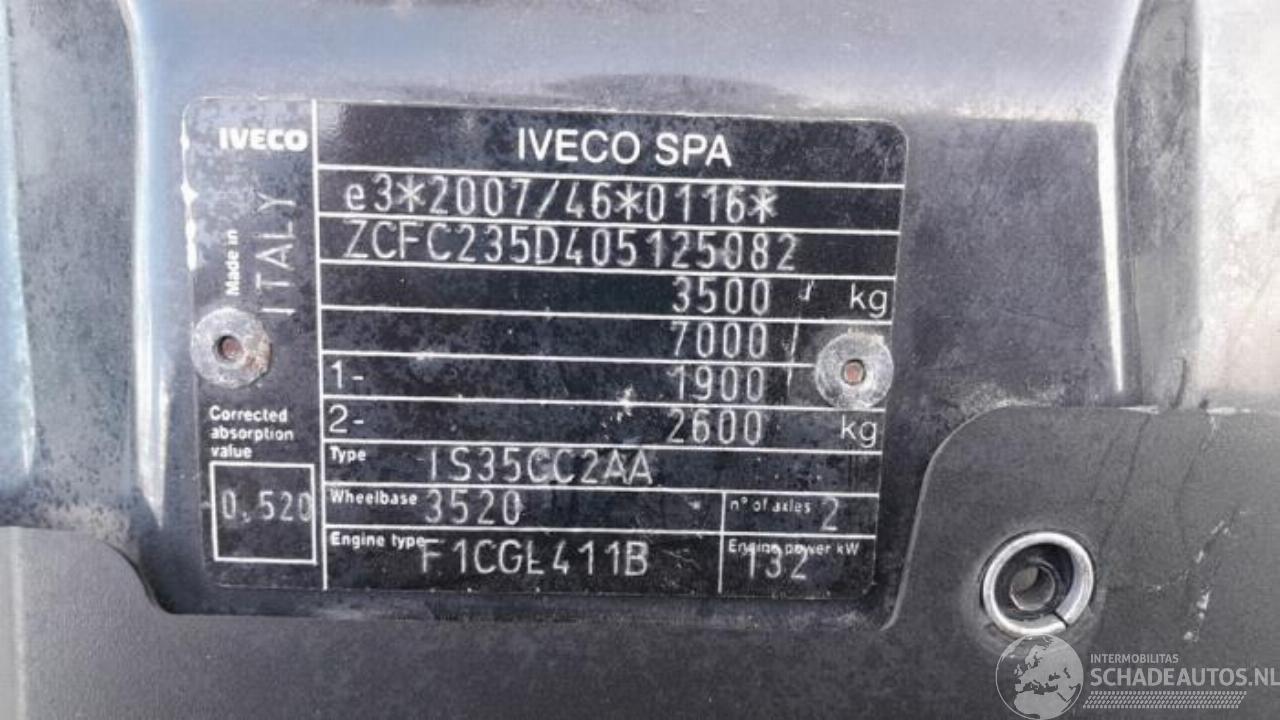 IVECO
IVECO SPA
e3*2007/46*0116*
ZCFC235D405125082
3500 kg
7000
1- 1900
2- 2600 kg
Made in
ITALY
Corrected
absorption
value
0.520
Type IS35CC2AA
Wheelbase 3520
n° of axles 2
Engine type F1CGL411B
Engine power kW
132
INTERMOBILITAS
SCHADEAUTOS.NL